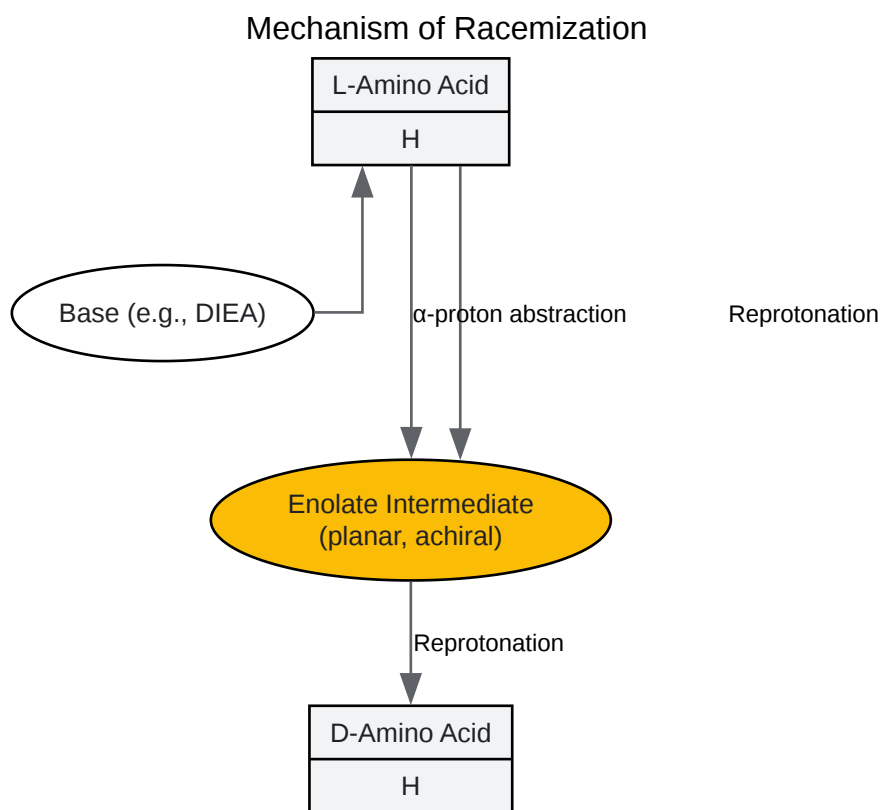 Mechanism of Racemization
L-Amino Acid
H
Base (e.g., DIEA)
α-proton abstraction
Reprotonation
Enolate Intermediate
(planar, achiral)
Reprotonation
D-Amino Acid
H